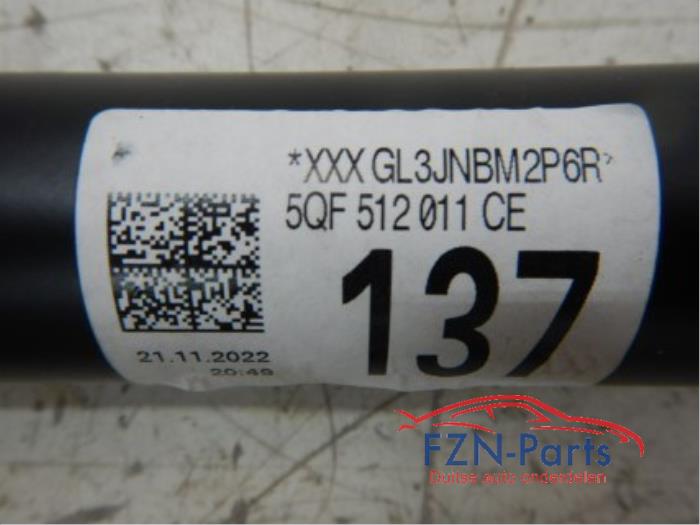 *XXX GL3JNBM2P6R*
5QF 512 011 CE
137
21.11.2022
20:49
FZN-Parts
Duitse auto onderdelen